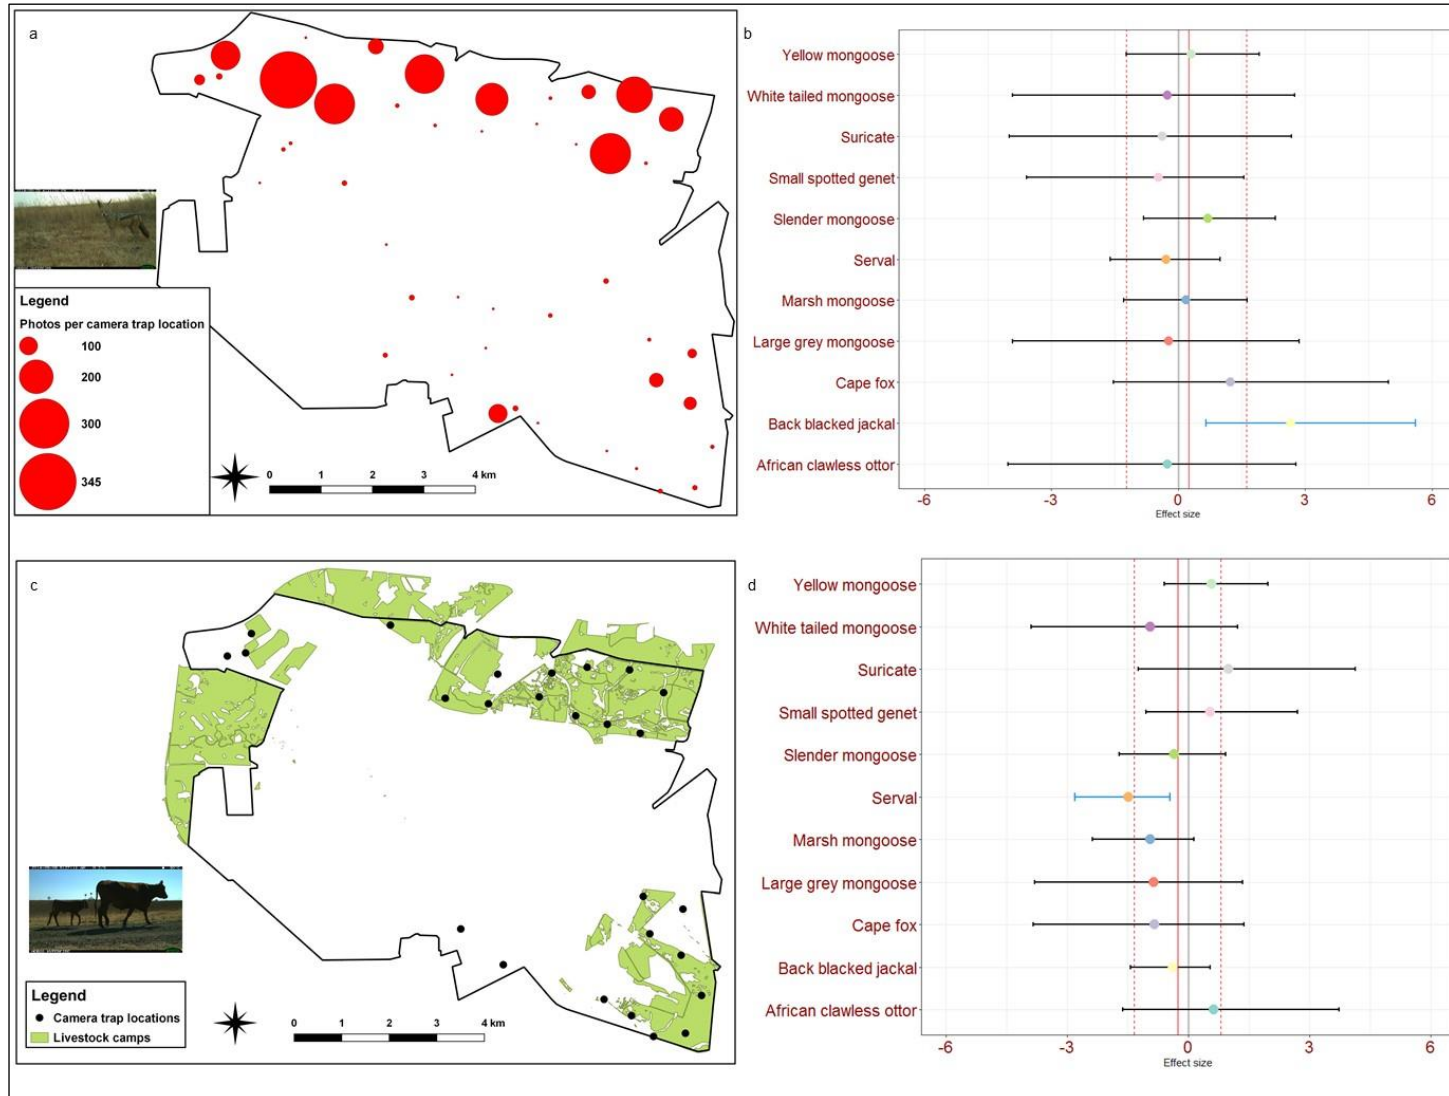 a
Legend
Photos per camera trap location
100
200
300
345
0 1 2 3 4 km
b
Yellow mongoose
White tailed mongoose
Suricate
Small spotted genet
Slender mongoose
Serval
Marsh mongoose
Large grey mongoose
Cape fox
Back blacked jackal
African clawless ottor
-6 -3 0 3 6
Effect size
c
Legend
Camera trap locations
Livestock camps
0 1 2 3 4 km
d
Yellow mongoose
White tailed mongoose
Suricate
Small spotted genet
Slender mongoose
Serval
Marsh mongoose
Large grey mongoose
Cape fox
Back blacked jackal
African clawless ottor
-6 -3 0 3 6
Effect size